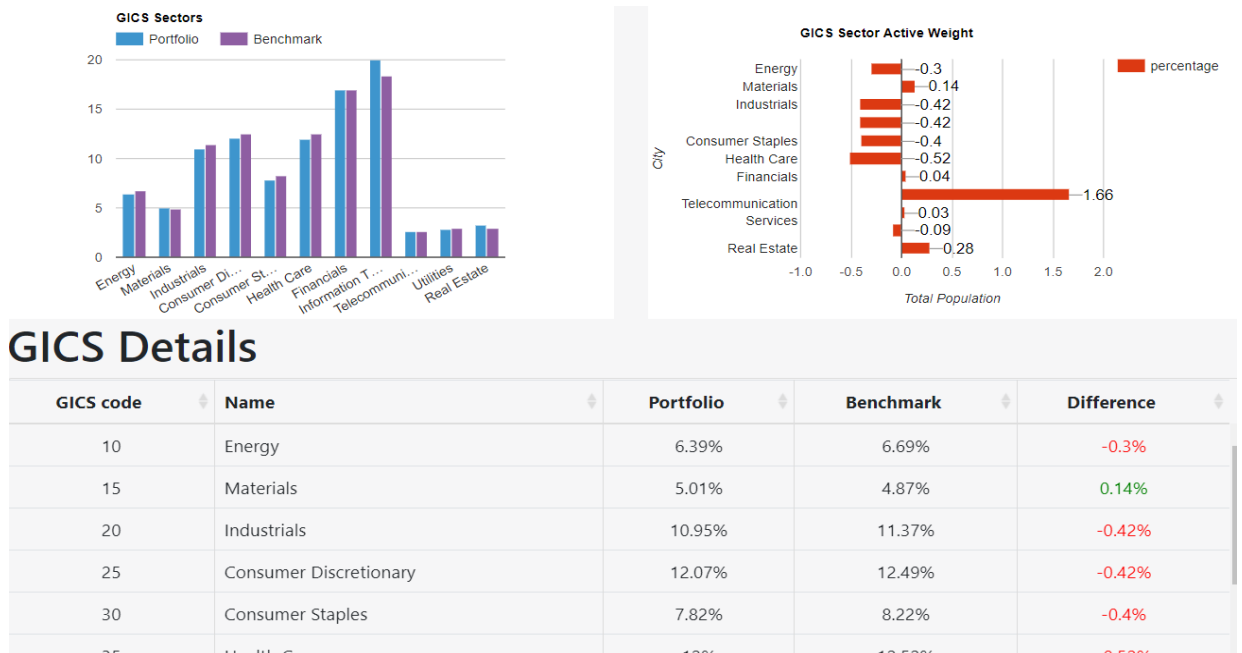 GICS Sectors
Portfolio Benchmark
20
15
10
5
0
Energy
Materials
Industrials
Consumer Di...
Consumer St...
Health Care
Financials
Information T...
Telecommuni...
Utilities
Real Estate
GICS Sector Active Weight
percentage
City
Energy -0.3
Materials 0.14
Industrials -0.42
-0.42
Consumer Staples -0.4
Health Care -0.52
Financials 0.04
1.66
Telecommunication
Services
0.03
-0.09
Real Estate 0.28
-1.0 -0.5 0.0 0.5 1.0 1.5 2.0
Total Population
GICS Details
GICS code Name Portfolio Benchmark Difference
10 Energy 6.39% 6.69% -0.3%
15 Materials 5.01% 4.87% 0.14%
20 Industrials 10.95% 11.37% -0.42%
25 Consumer Discretionary 12.07% 12.49% -0.42%
30 Consumer Staples 7.82% 8.22% -0.4%